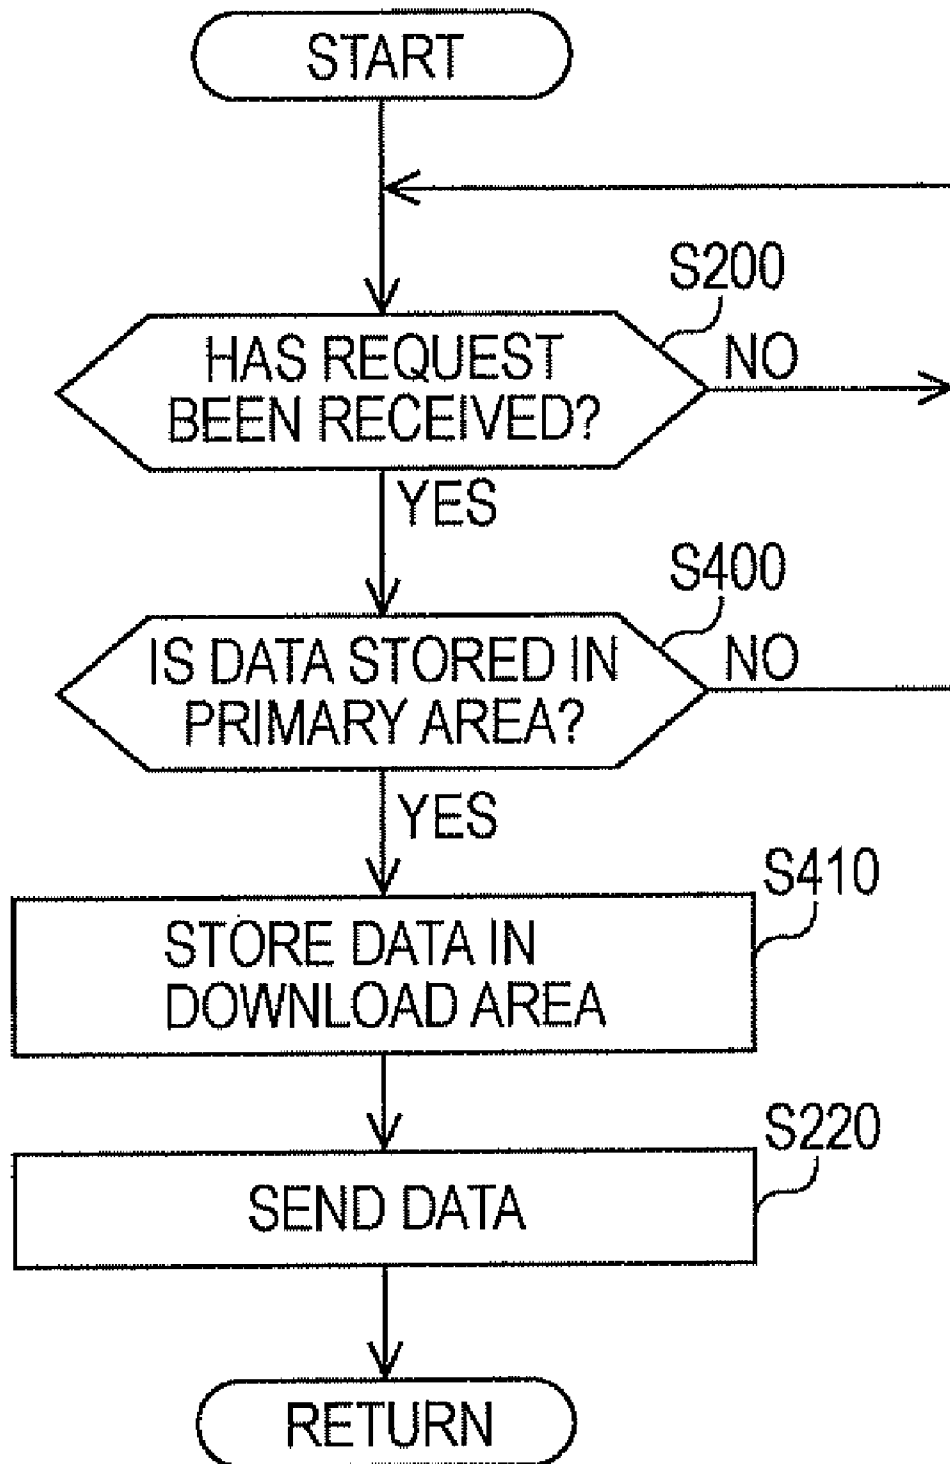 START
S200
HAS REQUEST
BEEN RECEIVED?
NO
YES
S400
IS DATA STORED IN
PRIMARY AREA?
NO
YES
S410
STORE DATA IN
DOWNLOAD AREA
S220
SEND DATA
RETURN